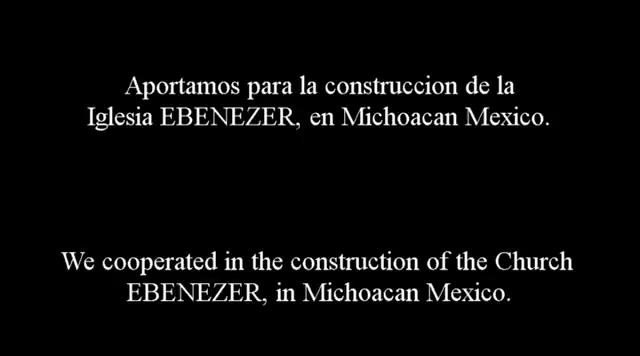 Aportamos para la construccion de la
Iglesia EBENEZER, en Michoacan Mexico.
We cooperated in the construction of the Church
EBENEZER, in Michoacan Mexico.